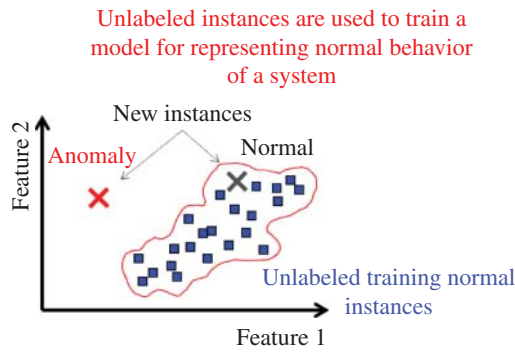 Unlabeled instances are used to train a
model for representing normal behavior
of a system
New instances
Normal
Anomaly
Feature 2
Unlabeled training normal
instances
Feature 1